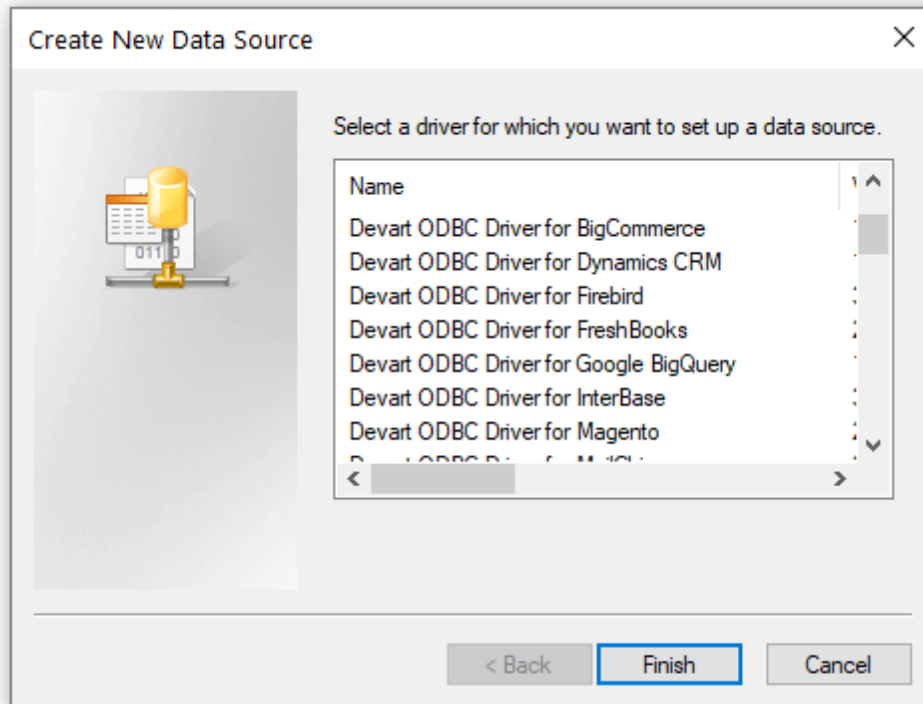 Create New Data Source
Select a driver for which you want to set up a data source.
Name
Devart ODBC Driver for BigCommerce
Devart ODBC Driver for Dynamics CRM
Devart ODBC Driver for Firebird
Devart ODBC Driver for FreshBooks
Devart ODBC Driver for Google BigQuery
Devart ODBC Driver for InterBase
Devart ODBC Driver for Magento
< Back
Finish
Cancel